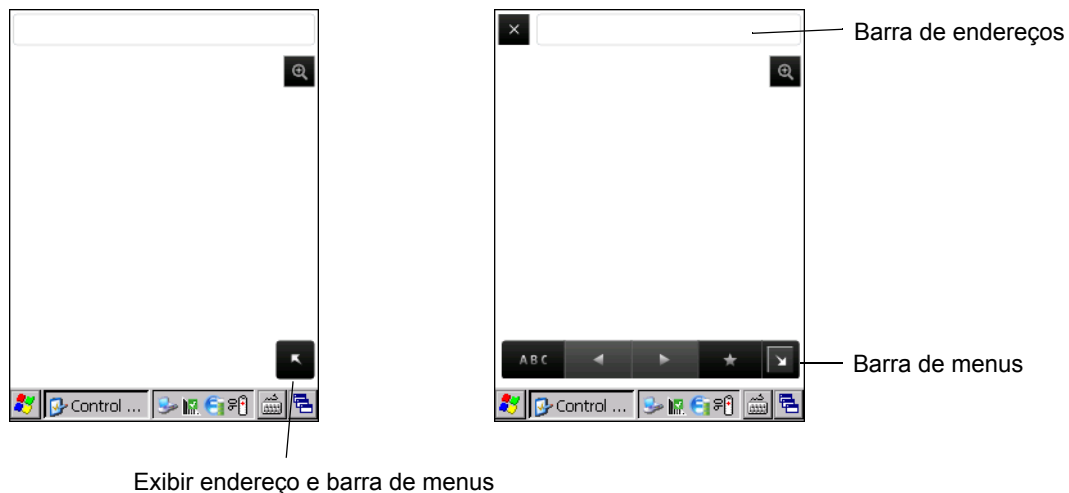 Barra de endereços
ABC
Barra de menus
Control ...
Control ...
Exibir endereço e barra de menus